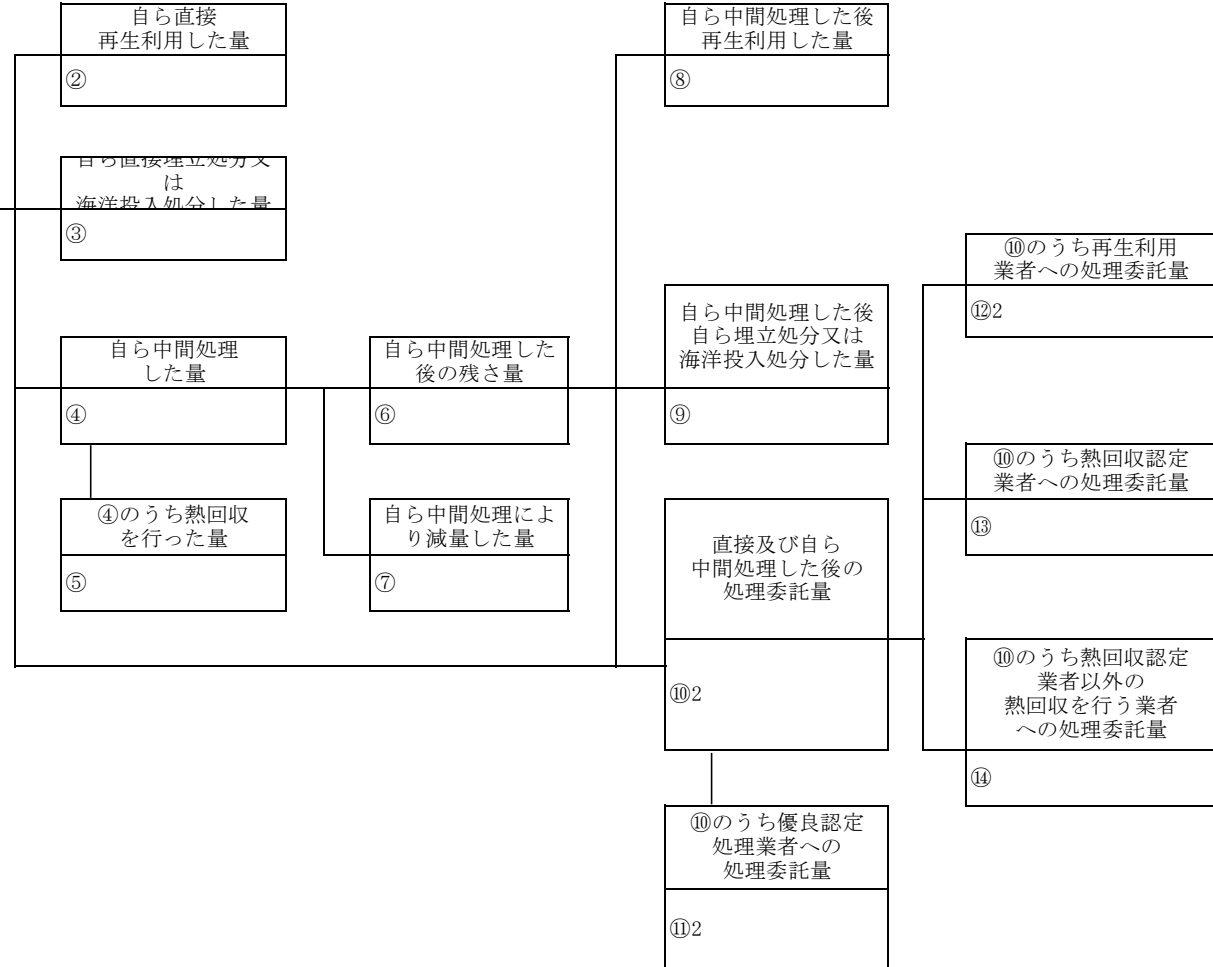 自ら直接
再生利用した量
②
自ら直接埋立処分又
は
海洋投入処分した量
③
自ら中間処理
した量
④
④のうち熱回収
を行った量
⑤
自ら中間処理した
後の残さ量
⑥
自ら中間処理によ
り減量した量
⑦
自ら中間処理した後
再生利用した量
⑧
自ら中間処理した後
自ら埋立処分又は
海洋投入処分した量
⑨
直接及び自ら
中間処理した後の
処理委託量
⑩2
⑩のうち優良認定
処理業者への
処理委託量
⑪2
⑩のうち再生利用
業者への処理委託量
⑫2
⑩のうち熱回収認定
業者への処理委託量
⑬
⑩のうち熱回収認定
業者以外の
熱回収を行う業者
への処理委託量
⑭